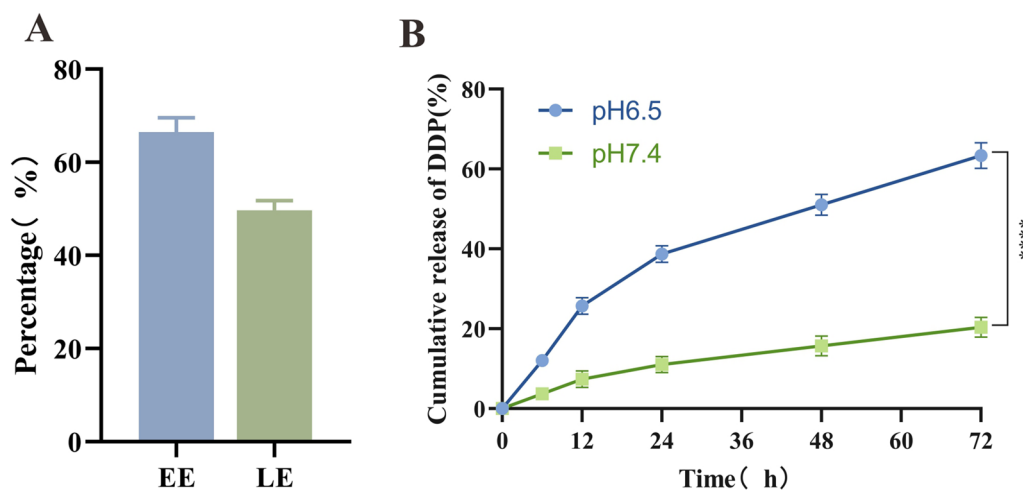 A
80
60
40
20
0
Percentage( %)
EE
LE
B
80
60
40
20
0
Cumulative release of DDP(%)
pH6.5
pH7.4
****
0
12
24
36
48
60
72
Time( h)